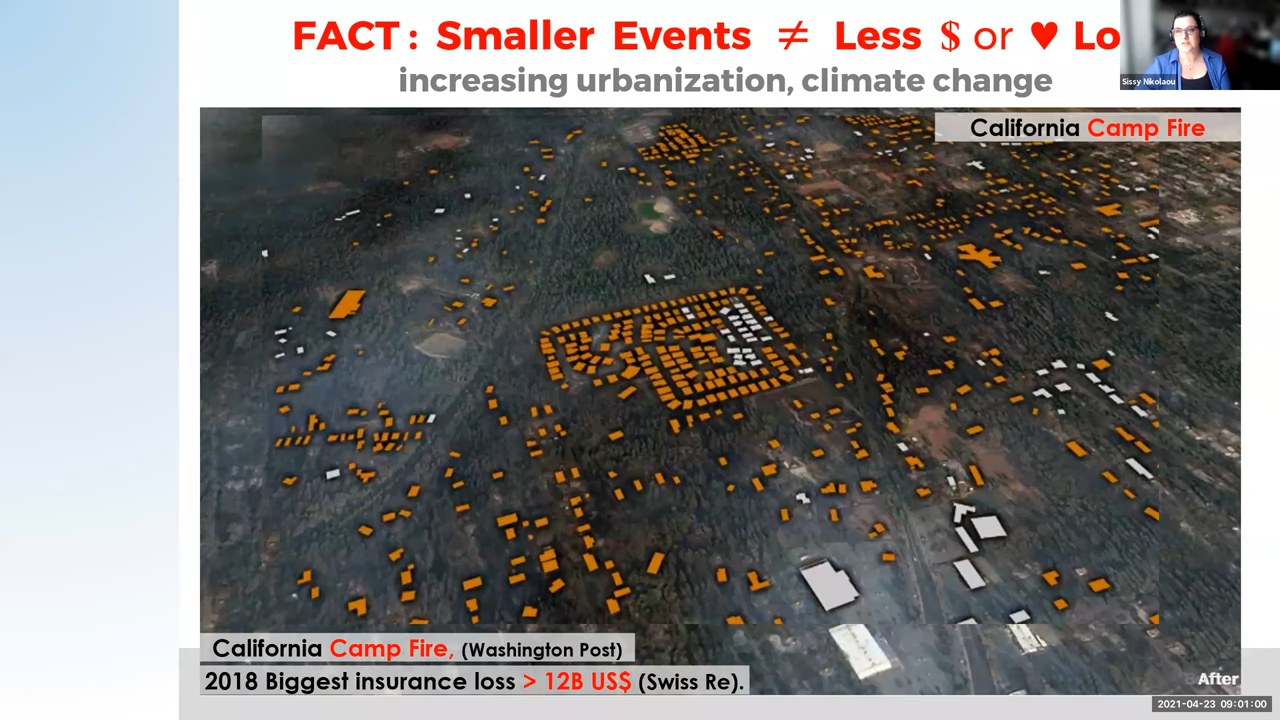 FACT: Smaller Events ≠ Less $ or ♥ Lo
increasing urbanization, climate change
Sissy Nikolaou
California Camp Fire
California Camp Fire, (Washington Post)
2018 Biggest insurance loss > 12B US$ (Swiss Re).
After
2021-04-23 09:01:00